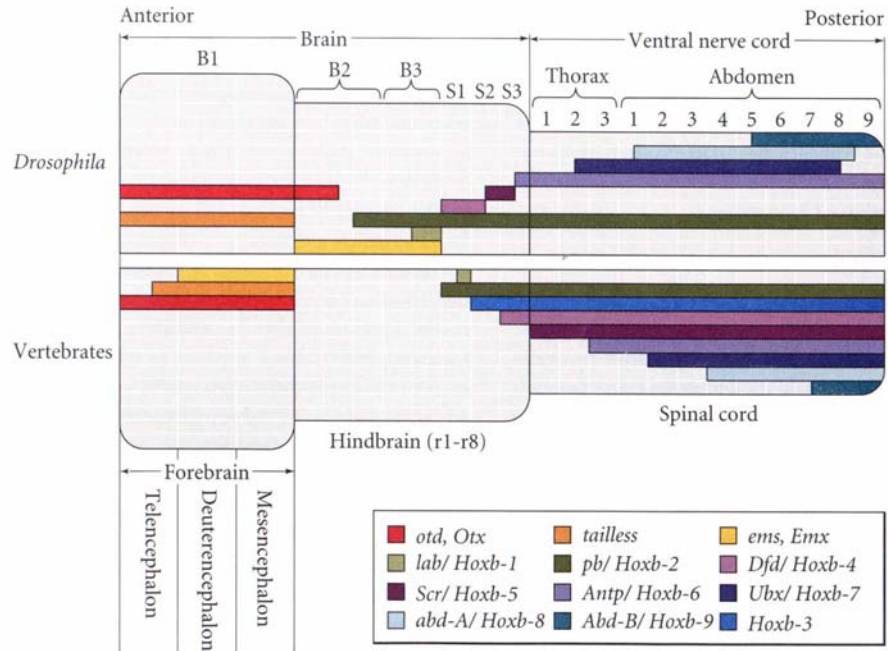 Anterior
Posterior
Brain
Ventral nerve cord
B1
B2
B3
S1 S2 S3
Thorax
Abdomen
1 2 3 1 2 3 4 5 6 7 8 9
Drosophila
Vertebrates
Spinal cord
Hindbrain (r1-r8)
Forebrain
Telencephalon
Deuterencephalon
Mesencephalon
otd, Otx
tailless
ems, Emx
lab/ Hoxb-1
pb/ Hoxb-2
Dfd/ Hoxb-4
Scr/ Hoxb-5
Antp/ Hoxb-6
Ubx/ Hoxb-7
abd-A/ Hoxb-8
Abd-B/ Hoxb-9
Hoxb-3